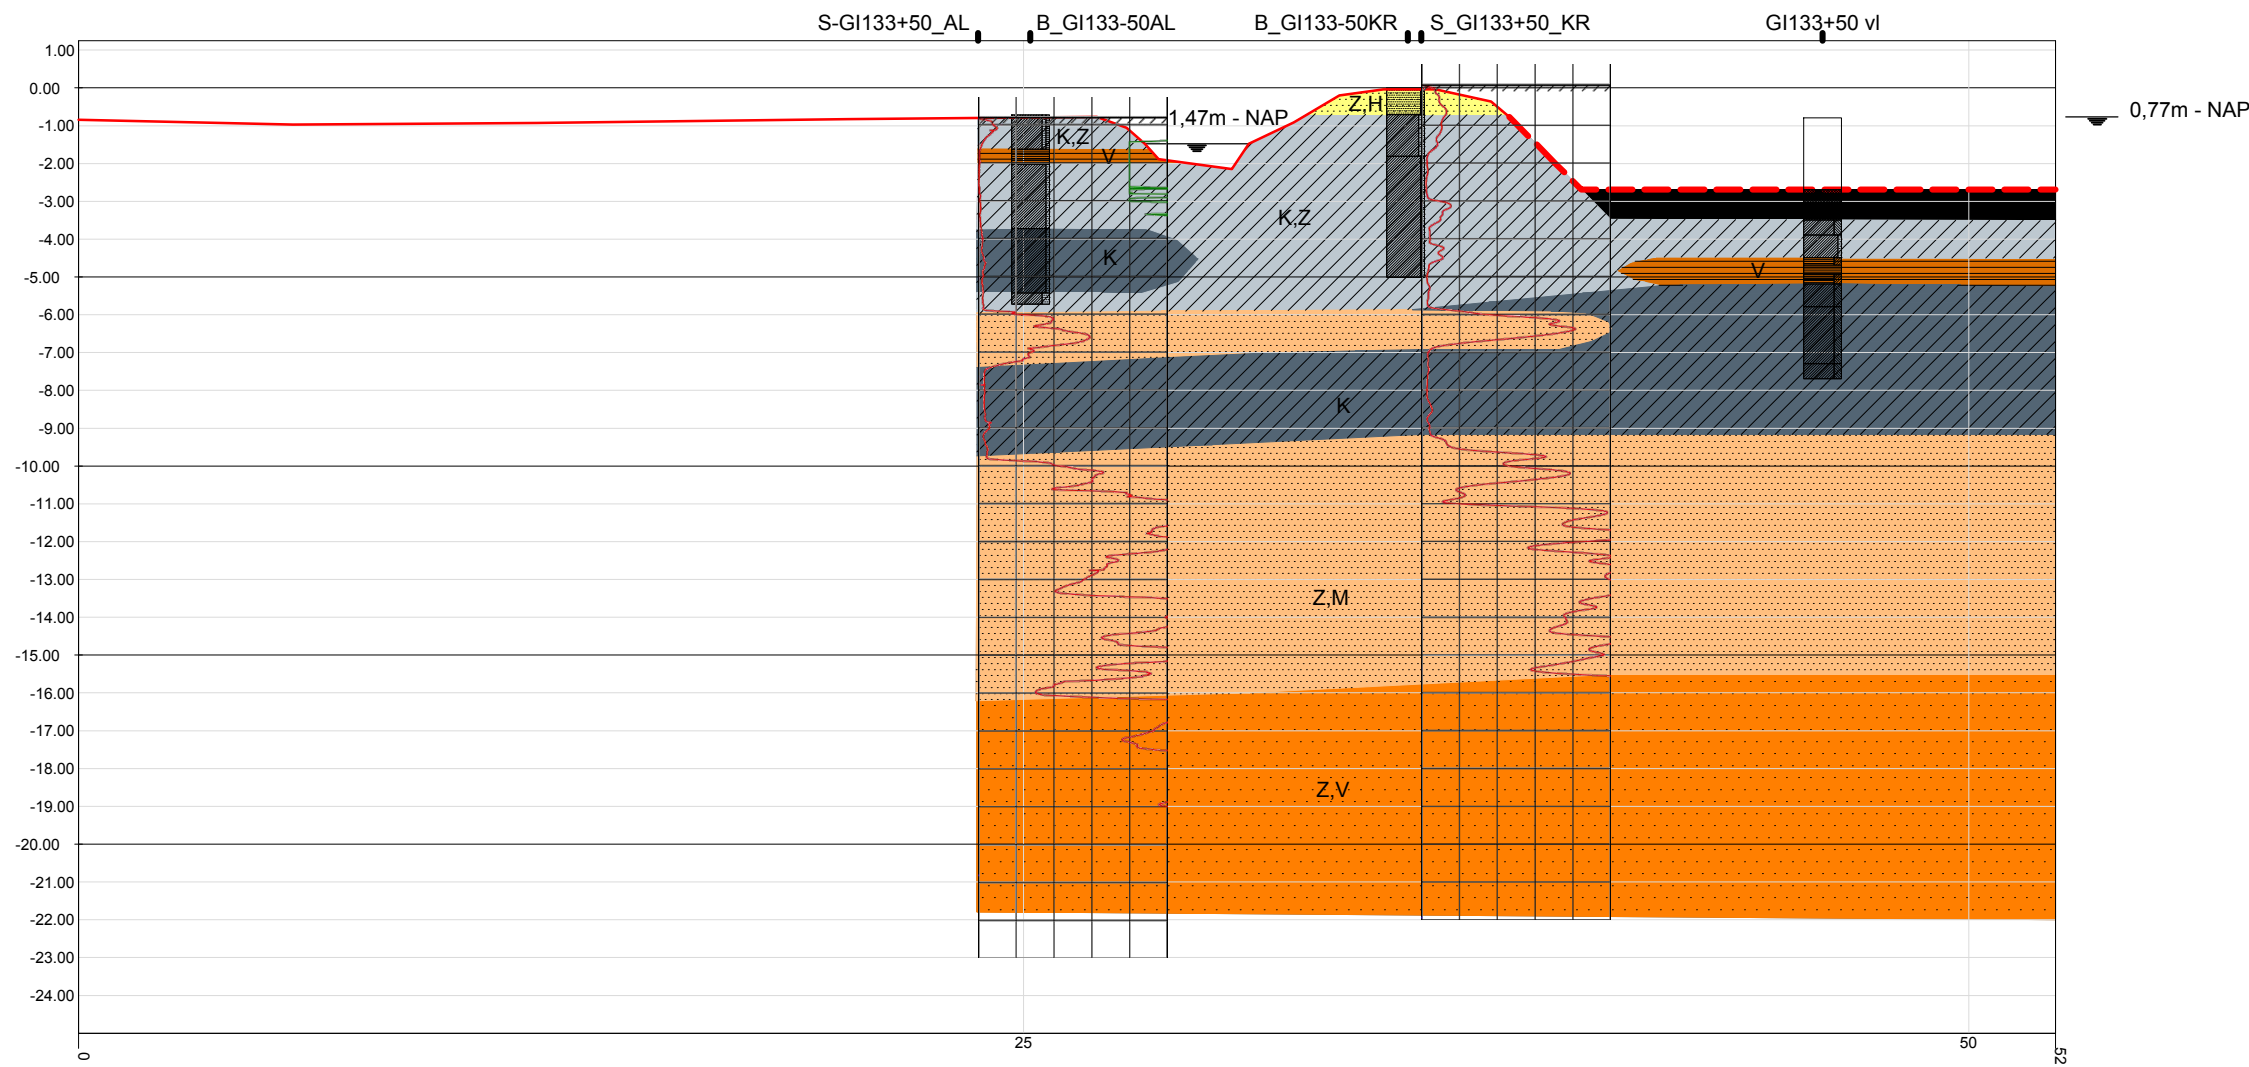 S-GI133+50_AL B_GI133-50AL B_GI133-50KR S_GI133+50_KR GI133+50 vl
1.00
0.00
Z,H
0,77m - NAP
1,47m - NAP
-1.00
K,Z
V
-2.00
-3.00
K,Z
-4.00
K
V
-5.00
-6.00
-7.00
-8.00
K
-9.00
-10.00
-11.00
-12.00
-13.00
Z,M
-14.00
-15.00
-16.00
-17.00
-18.00
Z,V
-19.00
-20.00
-21.00
-22.00
-23.00
-24.00
0 25 50 52